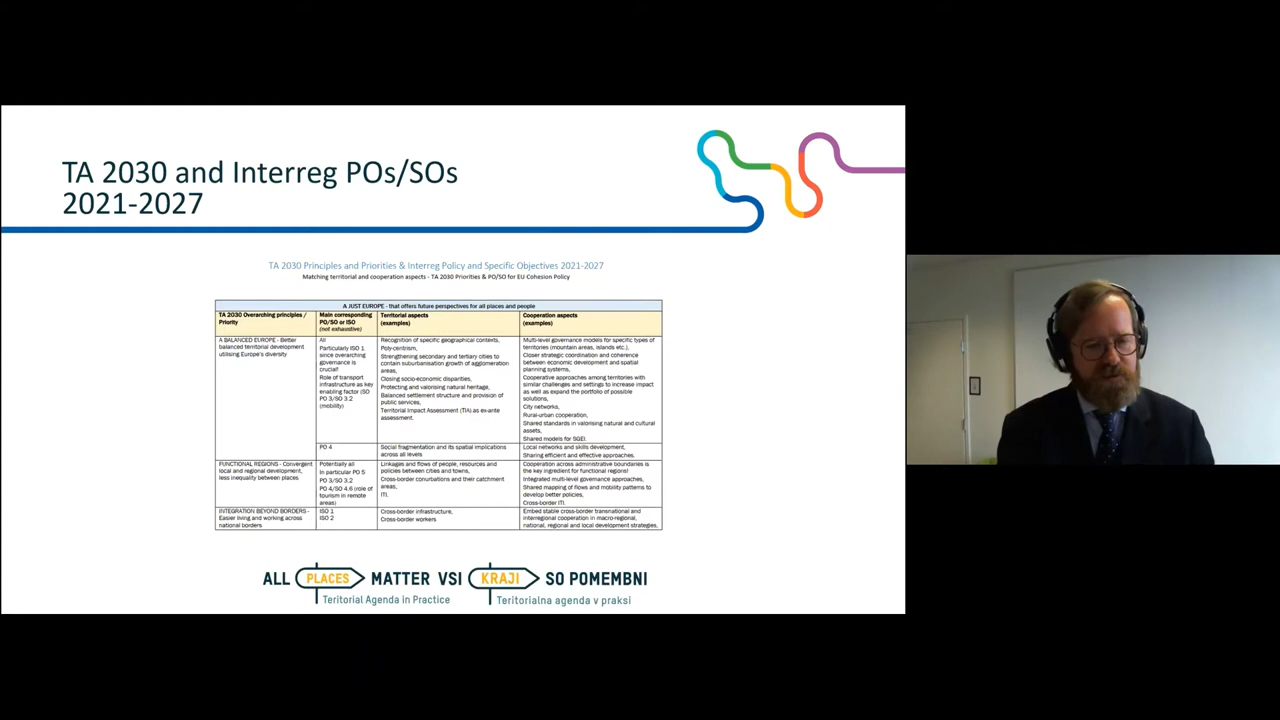 TA 2030 and Interreg POs/SOs
2021-2027
TA 2030 Principles and Priorities & Interreg Policy and Specific Objectives 2021-2027
Matching territorial and cooperation aspects - TA 2030 Priorities & PO/SO for EU Cohesion Policy
A JUST EUROPE - that offers future perspectives for all places and people
TA 2030 Overarching principles /
Priority
Main corresponding
PO/SO or ISO
(not exhaustive)
Territorial aspects
(examples)
Cooperation aspects
(examples)
A BALANCED EUROPE - Better
balanced territorial development
utilising Europe's diversity
All
Particularly ISO 1
since overarching
governance is
crucial!
Role of transport
infrastructure as key
enabling factor :SO
PO 3/SO 3.2
(mobility)
Recognition of specific geographical contexts,
Poly-centrism,
Strengthening secondary and tertiary cities to
contain suburbanisation growth of agglomeration
areas,
Closing socio-economic disparities,
Protecting and valorising natural heritage,
Balanced settlement structure and provision of
public services,
Territorial Impact Assessment (TIA) as ex-ante
assessment.
Multi-level governance models for specific types of
territories (mountain areas, islands etc.),
Closer strategic coordination and coherence
between economic development and spatial
planning systems,
Cooperative approaches among territories with
similar challenges and settings to increase impact
as well as expand the portfolio of possible
solutions,
City networks,
Rural-urban cooperation,
Shared standards in valorising natural and cultural
assets,
Shared models for SGEI.
PO 4
Social fragmentation and its spatial implications
across all levels
Local networks and skills development,
Sharing efficient and effective approaches.
FUNCTIONAL REGIONS - Convergent
local and regional development,
less inequality between places
Potentially all
In particular PO 5
PO 3/SO 3.2
PO 4/SO 4.6 (role of
tourism in remote
areas)
Linkages and flows of people, resources and
policies between cities and towns,
Cross-border conurbations and their catchment
areas,
ITI.
Cooperation across administrative boundaries is
the key ingredient for functional regions!
Integrated multi-level governance approaches,
Shared mapping of flows and mobility patterns to
develop better policies,
Cross-border ITI.
INTEGRATION BEYOND BORDERS -
Easier living and working across
national borders
ISO 1
ISO 2
Cross-border infrastructure,
Cross-border workers
Embed stable cross-border transnational and
interregional cooperation in macro-regional,
national, regional and local development strategies,
ALL PLACES MATTER VSI KRAJI SO POMEMBNI
Territorial Agenda in Practice
Teritorialna agenda v praksi